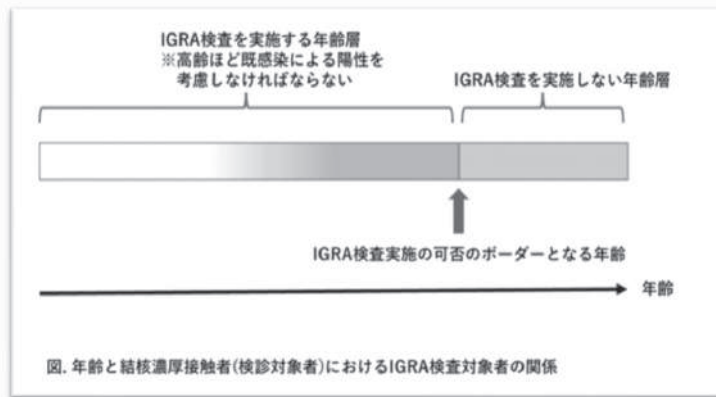 IGRA検査を実施する年齢層
※高齢ほど既感染による陽性を
考慮しなければならない
IGRA検査を実施しない年齢層
IGRA検査実施の可否のボーダーとなる年齢
年齢
図. 年齢と結核濃厚接触者(検診対象者)におけるIGRA検査対象者の関係